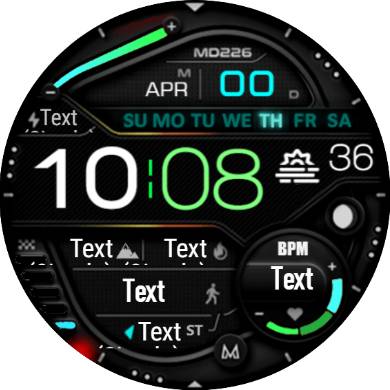 MD226
M
APR 00 D
Text
SU MO TU WE TH FR SA
10:08 36
Text Text
BPM
Text
Text
Text ST
M